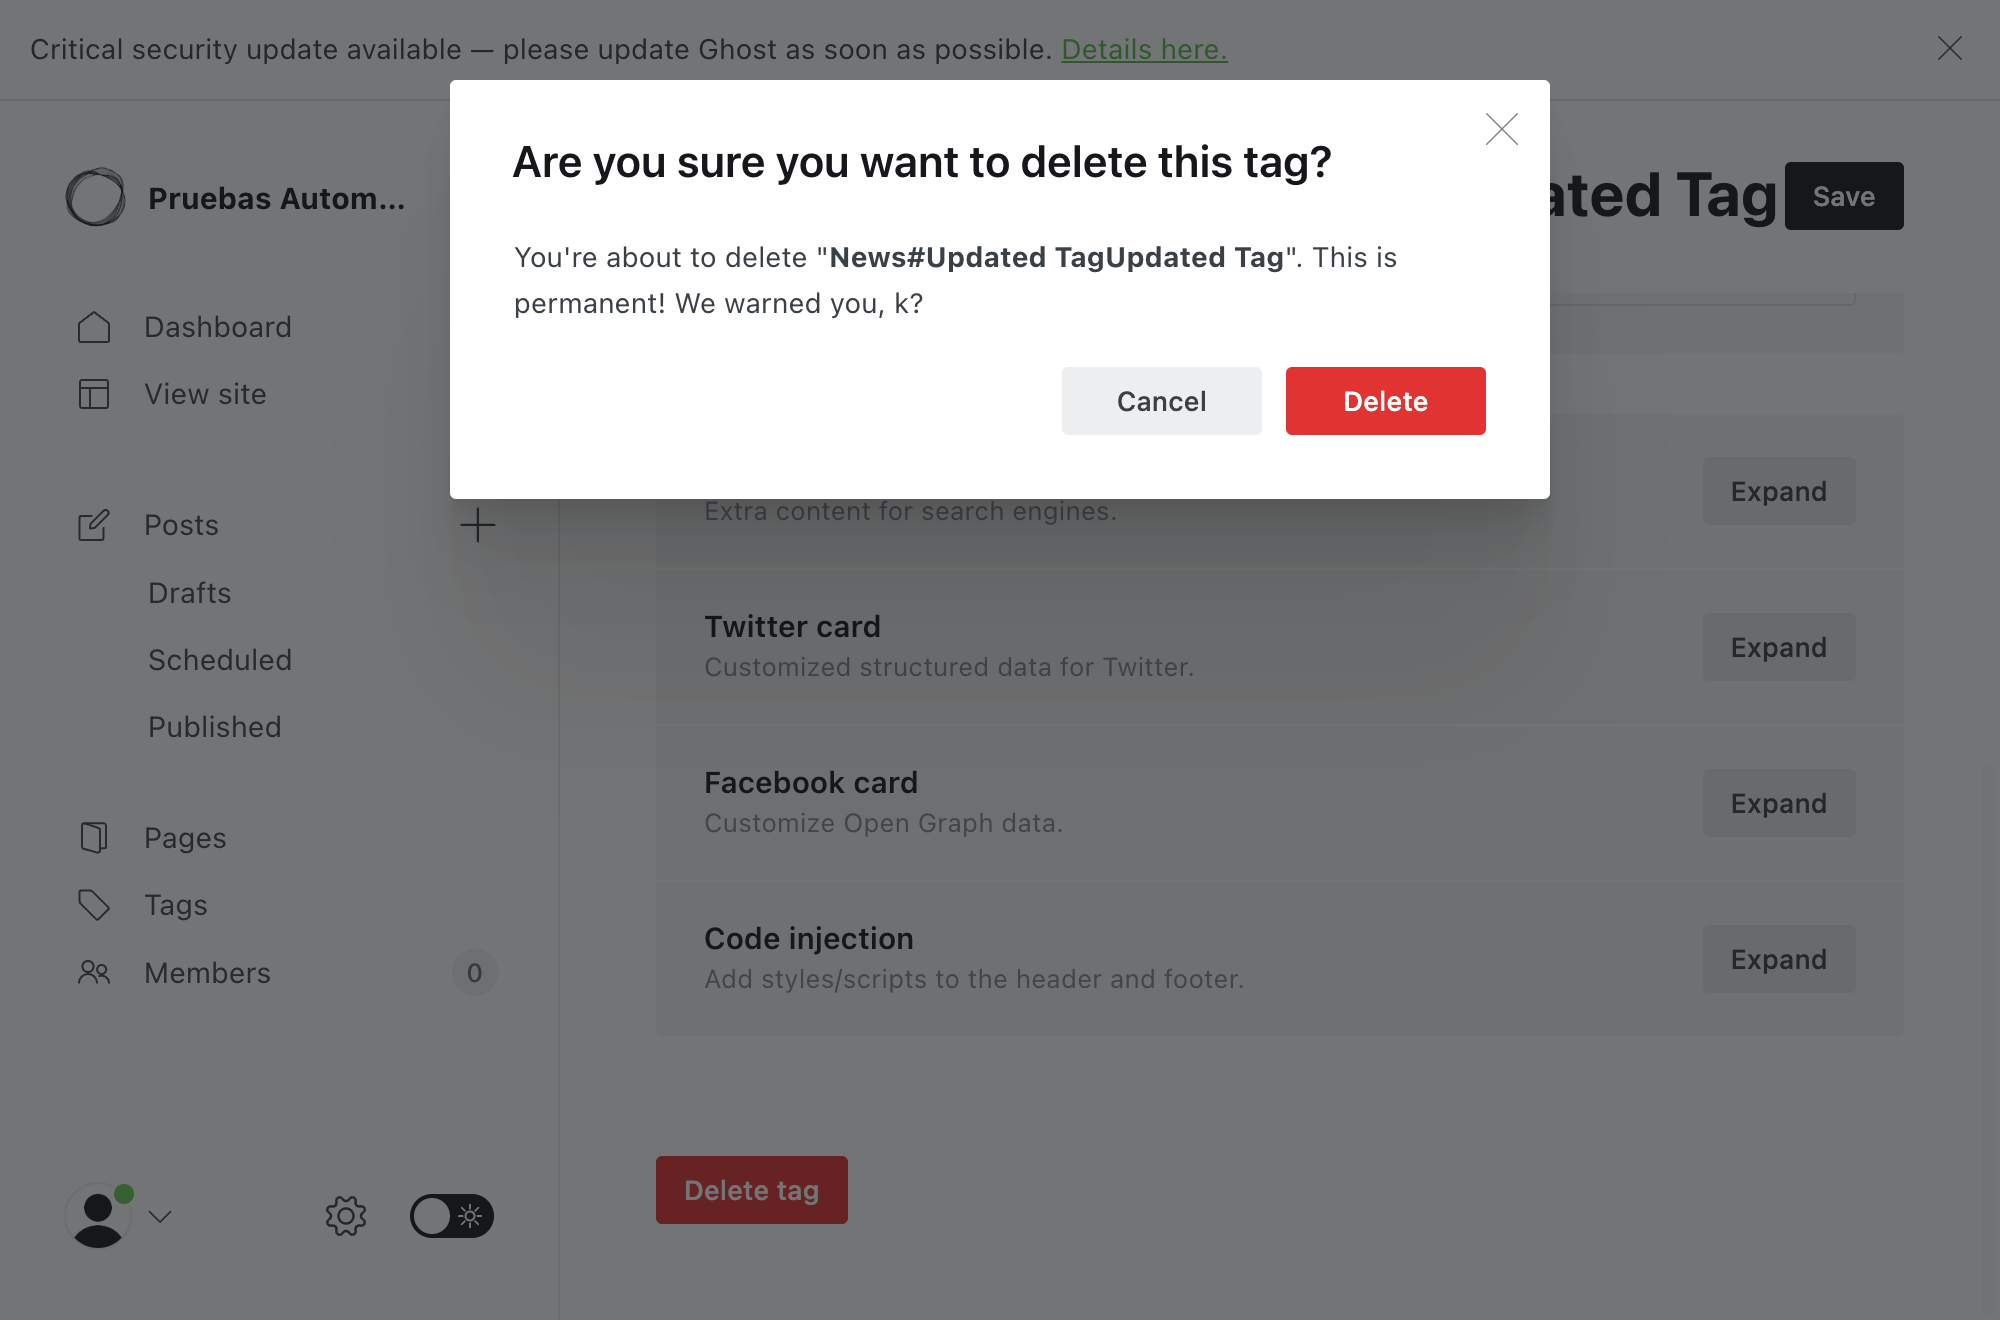 Critical security update available — please update Ghost as soon as possible. Details here.
Pruebas Autom...
Dashboard
View site
Posts
Drafts
Scheduled
Published
Pages
Tags
Members 0
Are you sure you want to delete this tag?
You're about to delete "News#Updated TagUpdated Tag". This is
permanent! We warned you, k?
Cancel Delete
ated Tag Save
Expand
Extra content for search engines.
Twitter card
Customized structured data for Twitter.
Expand
Facebook card
Customize Open Graph data.
Expand
Code injection
Add styles/scripts to the header and footer.
Expand
Delete tag